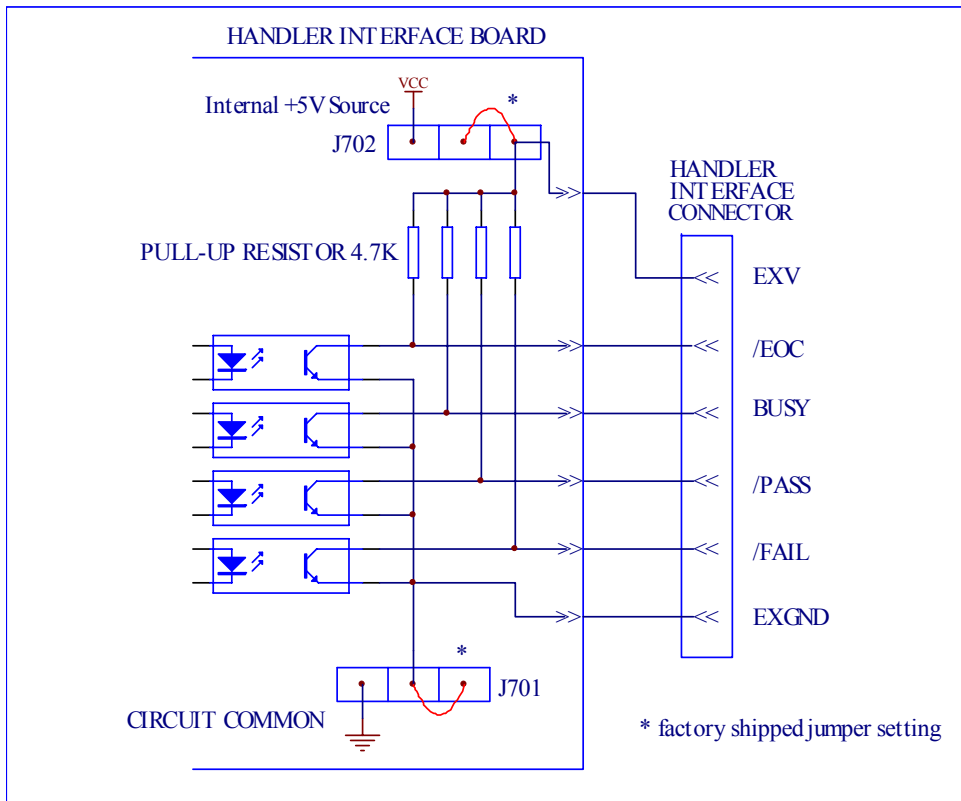 HANDLER INTERFACE BOARD
VCC
*
Internal +5V Source
J702
HANDLER
INTERFACE
CONNECTOR
PULL-UP RESISTOR 4.7K
EXV
/EOC
BUSY
/PASS
/FAIL
EXGND
*
J701
CIRCUIT COMMON
* factory shipped jumper setting